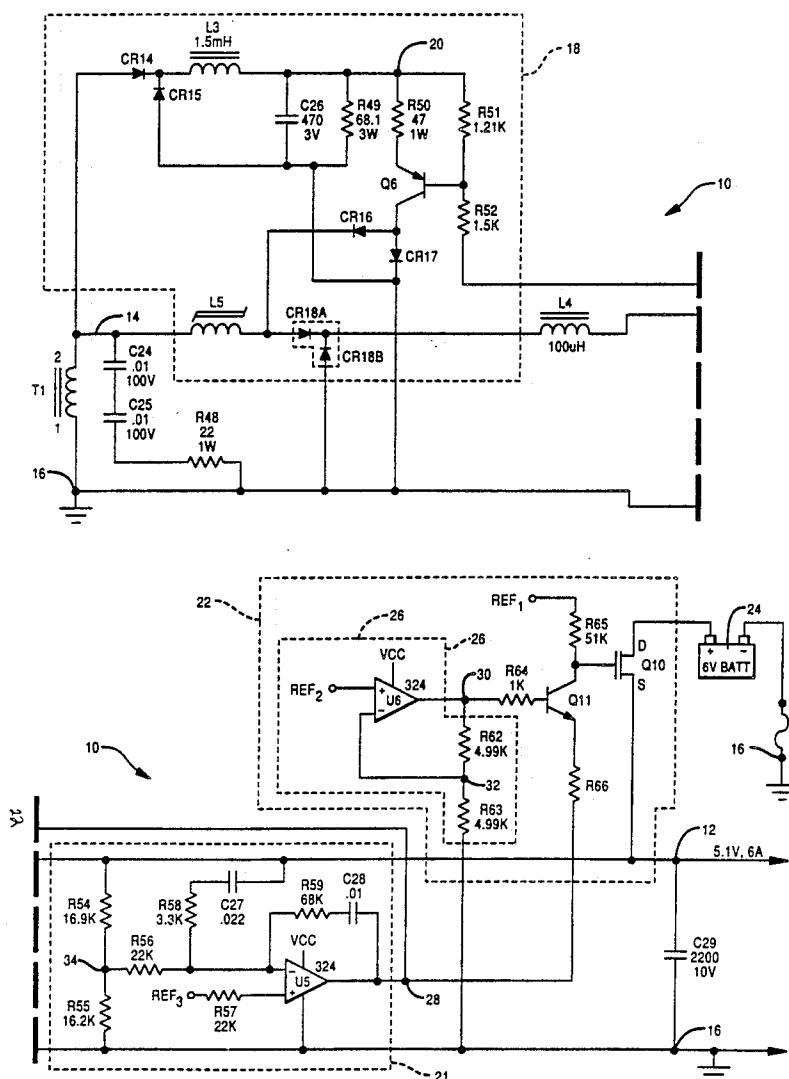 L3
1.5mH
20
18
CR14
CR15
C26
470
3V
R49
68.1
3W
R50
47
1W
R51
1.21K
Q6
R52
1.5K
10
CR16
CR17
14
L5
CR18A
CR18B
L4
100uH
2
T1
1
C24
.01
100V
C25
.01
100V
R48
22
1W
16
22
26
26
REF1
R65
51K
D
Q10
S
24
+ -
6V BATT
VCC
324
REF2
+
U6
-
30
R64
1K
Q11
R62
4.99K
32
R63
4.99K
R66
16
10
12
5.1V, 6A
R54
16.9K
R58
3.3K
C27
.022
R59
68K
C28
.01
VCC
34
R56
22K
-
324
U5
+
REF3
R57
22K
28
R55
16.2K
C29
2200
10V
16
21